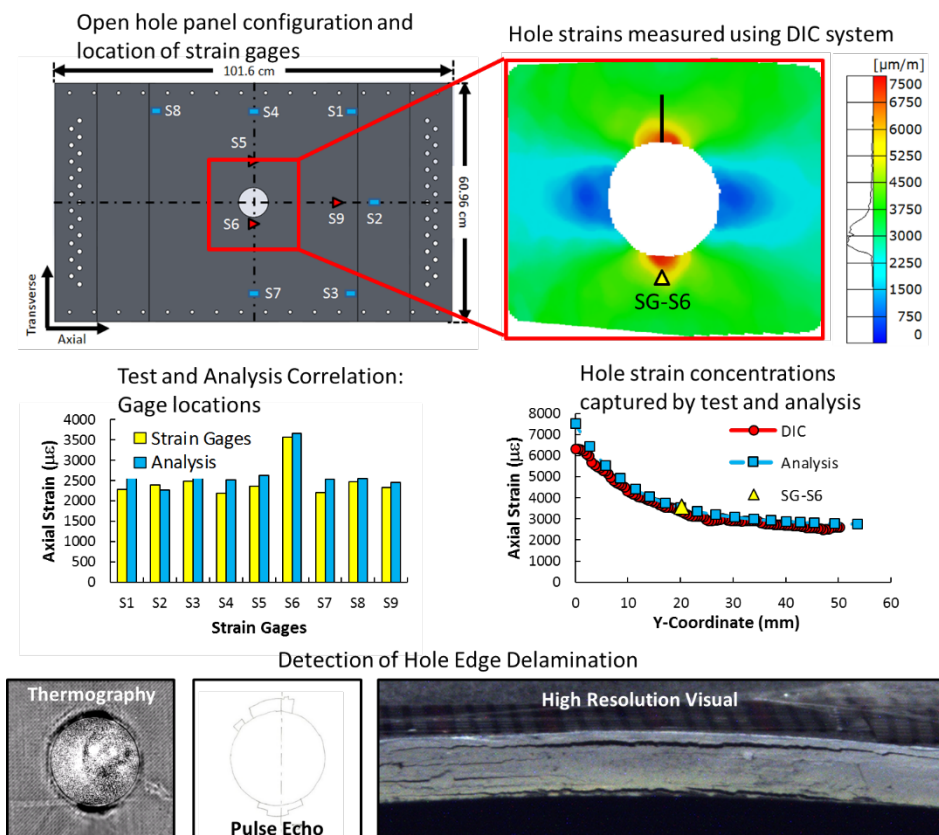 Open hole panel configuration and
location of strain gages
Hole strains measured using DIC system
101.6 cm
[µm/m]
S8
S4
S1
S5
S9
S2
S6
S7
S3
60.96 cm
Transverse
Axial
SG-S6
7500
6750
6000
5250
4500
3750
3000
2250
1500
750
0
Test and Analysis Correlation:
Gage locations
Strain Gages
Analysis
Axial Strain (µε)
4000
3500
3000
2500
2000
1500
1000
500
0
S1 S2 S3 S4 S5 S6 S7 S8 S9
Strain Gages
Hole strain concentrations
captured by test and analysis
DIC
Analysis
SG-S6
Axial Strain (µε)
8000
7000
6000
5000
4000
3000
2000
1000
0
0 10 20 30 40 50 60
Y-Coordinate (mm)
Detection of Hole Edge Delamination
Thermography
Pulse Echo
High Resolution Visual